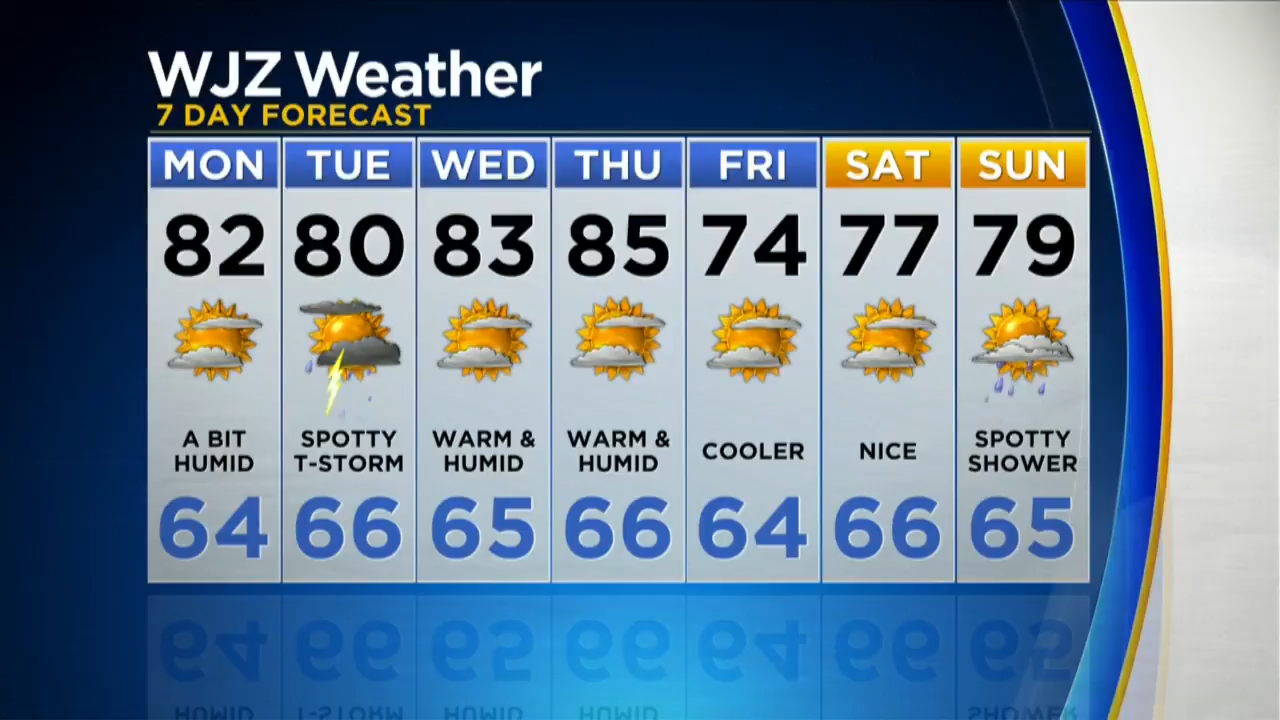 WJZ Weather
7 DAY FORECAST
MON TUE WED THU FRI SAT SUN
82 80 83 85 74 77 79
A BIT HUMID
SPOTTY T-STORM
WARM & HUMID
WARM & HUMID
COOLER
NICE
SPOTTY SHOWER
64 66 65 66 64 66 65